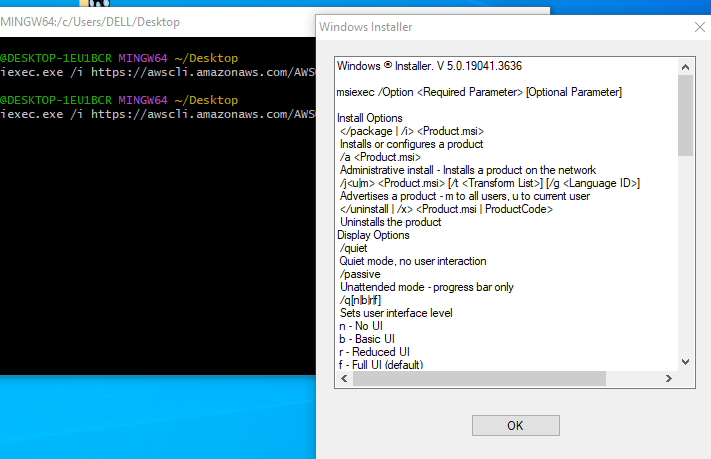 MINGW64:/c/Users/DELL/Desktop
@DESKTOP-1EU1BCR MINGW64 ~/Desktop
iexec.exe /i https://awscli.amazonaws.com/AWS
@DESKTOP-1EU1BCR MINGW64 ~/Desktop
iexec.exe /i https://awscli.amazonaws.com/AWS
Windows Installer
Windows ® Installer. V 5.0.19041.3636
msiexec /Option <Required Parameter> [Optional Parameter]
Install Options
</package | /i> <Product.msi>
Installs or configures a product
/a <Product.msi>
Administrative install - Installs a product on the network
/j<u|m> <Product.msi> [/t <Transform List>] [/g <Language ID>]
Advertises a product - m to all users, u to current user
</uninstall | /x> <Product.msi | ProductCode>
Uninstalls the product
Display Options
/quiet
Quiet mode, no user interaction
/passive
Unattended mode - progress bar only
/q[n|b|r|f]
Sets user interface level
n - No UI
b - Basic UI
r - Reduced UI
f - Full UI (default)
OK